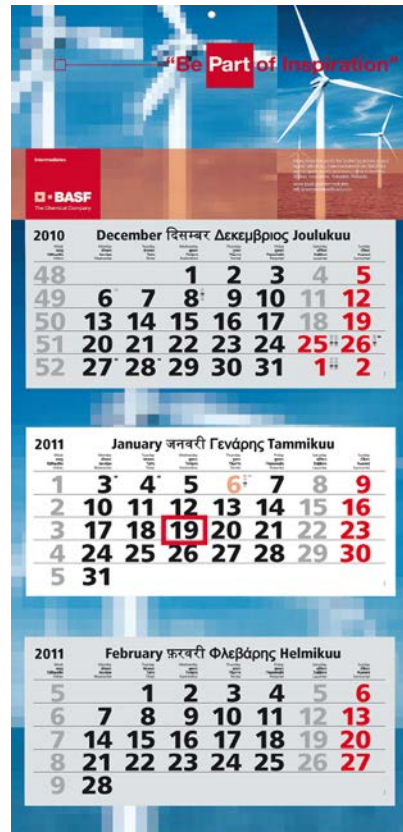 "Be Part of Inspiration"
Intermediates
BASF
The Chemical Company
2010 December दिसम्बर Δεκεμβριος Joulukuu
48 1 2 3 4 5
49 6 7 8 9 10 11 12
50 13 14 15 16 17 18 19
51 20 21 22 23 24 25 26
52 27 28 29 30 31 1 2
2011 January जनवरी Γενάρης Tammikuu
1 3 4 5 6 7 8 9
2 10 11 12 13 14 15 16
3 17 18 19 20 21 22 23
4 24 25 26 27 28 29 30
5 31
2011 February फ़रवरी Φλεβάρης Helmikuu
5 1 2 3 4 5 6
6 7 8 9 10 11 12 13
7 14 15 16 17 18 19 20
8 21 22 23 24 25 26 27
9 28